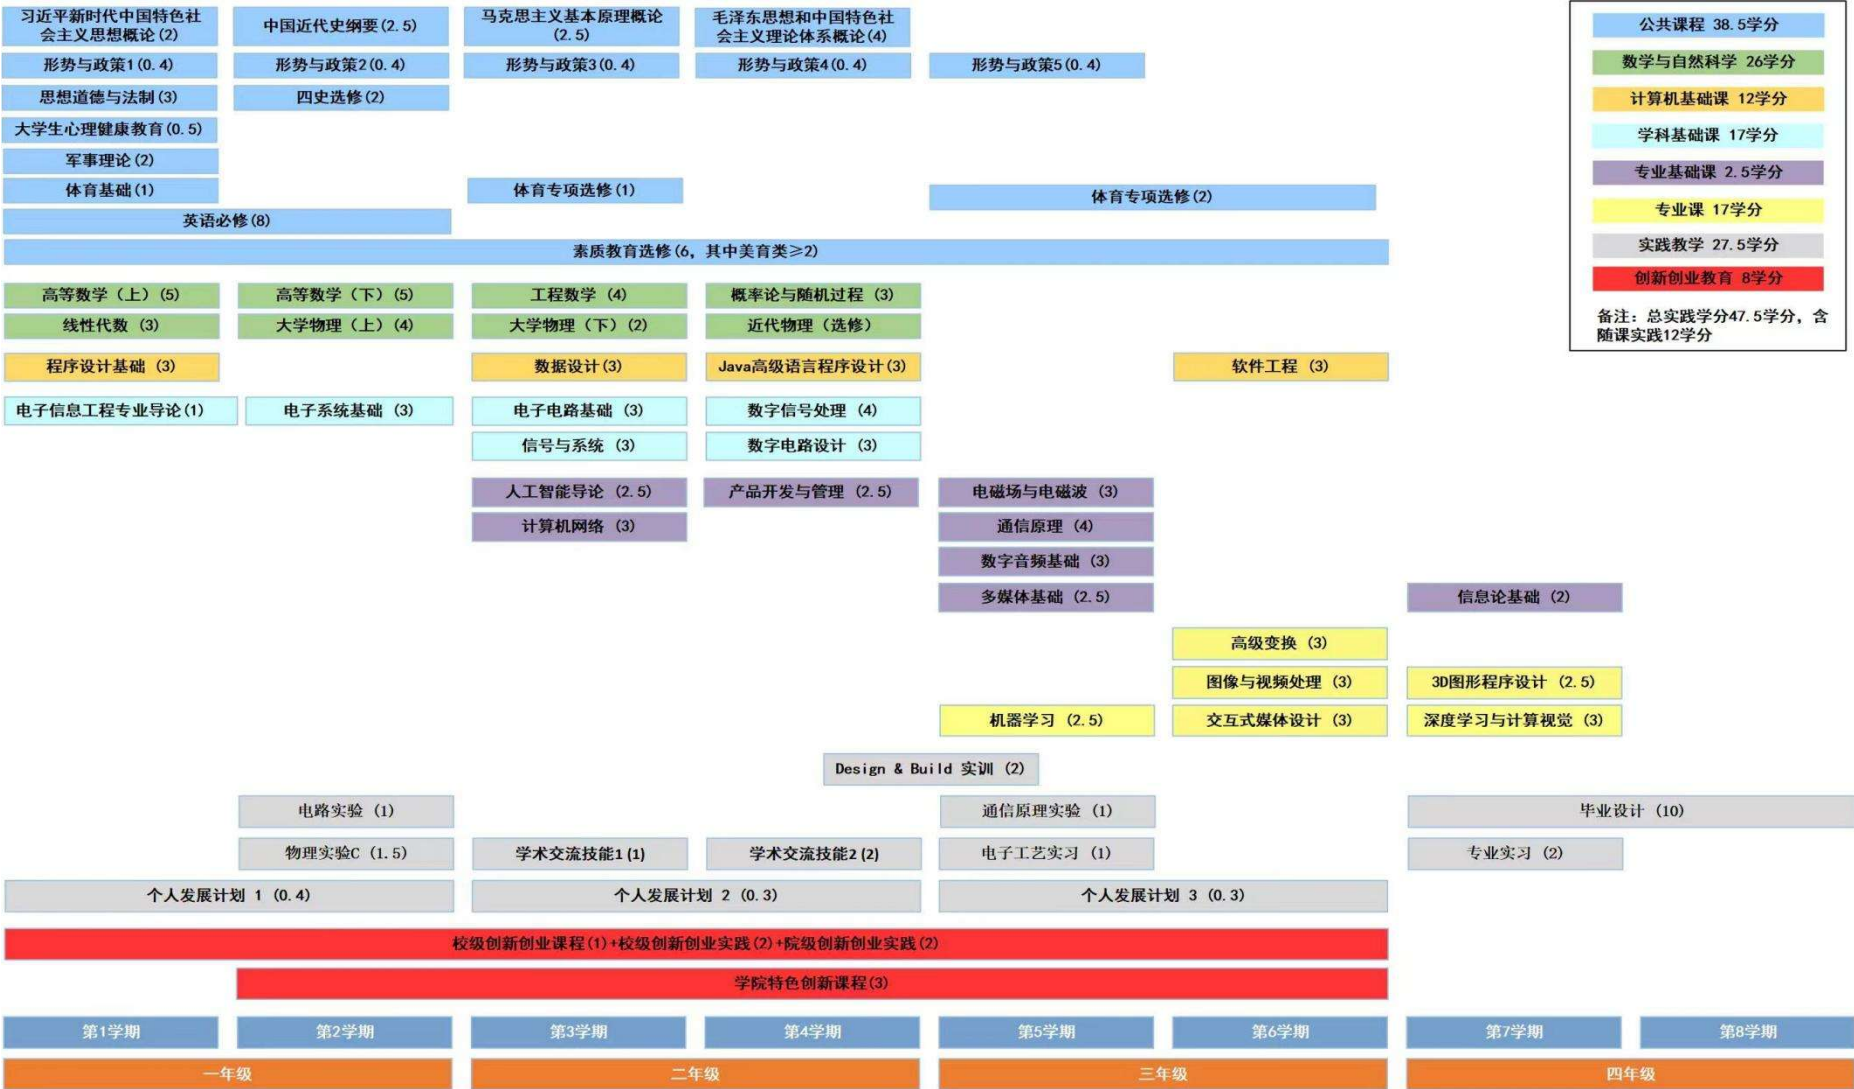 习近平新时代中国特色社
会主义思想概论(2)
中国近代史纲要(2.5)
马克思主义基本原理概论
(2.5)
毛泽东思想和中国特色社
会主义理论体系概论(4)
形势与政策1(0.4)
形势与政策2(0.4)
形势与政策3(0.4)
形势与政策4(0.4)
形势与政策5(0.4)
思想道德与法制(3)
四史选修(2)
大学生心理健康教育(0.5)
军事理论(2)
体育基础(1)
体育专项选修(1)
体育专项选修(2)
英语必修(8)
素质教育选修(6, 其中美育类≥2)
高等数学（上）(5)
高等数学（下）(5)
工程数学 (4)
概率论与随机过程 (3)
线性代数 (3)
大学物理（上）(4)
大学物理（下）(2)
近代物理（选修）
程序设计基础 (3)
数据设计(3)
Java高级语言程序设计(3)
软件工程 (3)
电子信息工程专业导论(1)
电子系统基础 (3)
电子电路基础 (3)
数字信号处理 (4)
信号与系统 (3)
数字电路设计 (3)
人工智能导论 (2.5)
产品开发与管理 (2.5)
电磁场与电磁波 (3)
计算机网络 (3)
通信原理 (4)
数字音频基础 (3)
多媒体基础 (2.5)
信息论基础 (2)
高级变换 (3)
图像与视频处理 (3)
3D图形程序设计 (2.5)
机器学习 (2.5)
交互式媒体设计 (3)
深度学习与计算视觉 (3)
Design & Build 实训 (2)
电路实验 (1)
通信原理实验 (1)
毕业设计 (10)
物理实验C (1.5)
学术交流技能1 (1)
学术交流技能2 (2)
电子工艺实习 (1)
专业实习 (2)
个人发展计划 1 (0.4)
个人发展计划 2 (0.3)
个人发展计划 3 (0.3)
校级创新创业课程(1)+校级创新创业实践(2)+院级创新创业实践(2)
学院特色创新课程(3)
第1学期
第2学期
第3学期
第4学期
第5学期
第6学期
第7学期
第8学期
一年级
二年级
三年级
四年级
公共课程 38.5学分
数学与自然科学 26学分
计算机基础课 12学分
学科基础课 17学分
专业基础课 2.5学分
专业课 17学分
实践教学 27.5学分
创新创业教育 8学分
备注: 总实践学分47.5学分, 含
随课实践12学分